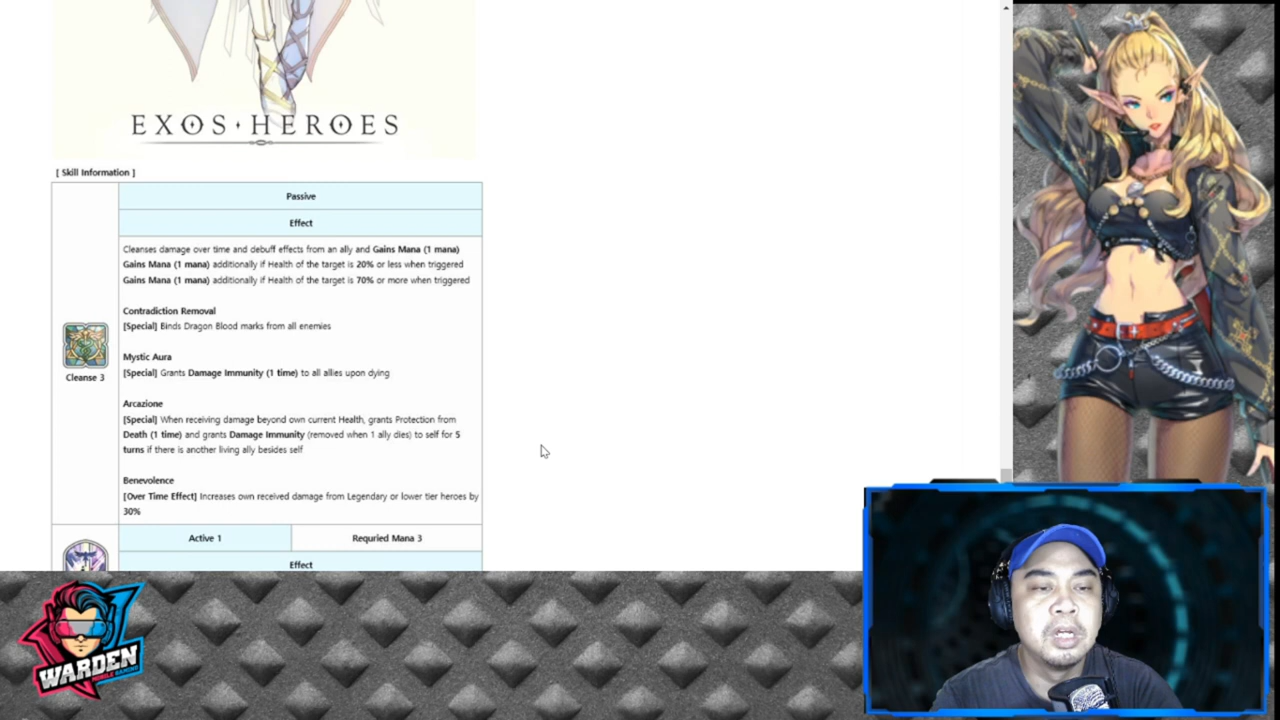 EXOS HEROES
[ Skill Information ]
Passive
Effect
Cleanses damage over time and debuff effects from an ally and Gains Mana (1 mana)
Gains Mana (1 mana) additionally if Health of the target is 20% or less when triggered
Gains Mana (1 mana) additionally if Health of the target is 70% or more when triggered
Contradiction Removal
[Special] Binds Dragon Blood marks from all enemies
Mystic Aura
[Special] Grants Damage Immunity (1 time) to all allies upon dying
Cleanse 3
Arcazione
[Special] When receiving damage beyond own current Health, grants Protection from
Death (1 time) and grants Damage Immunity (removed when 1 ally dies) to self for 5
turns if there is another living ally besides self
Benevolence
[Over Time Effect] Increases own received damage from Legendary or lower tier heroes by
30%
Active 1
Requried Mana 3
Effect
WARDEN
MOBILE GAMING